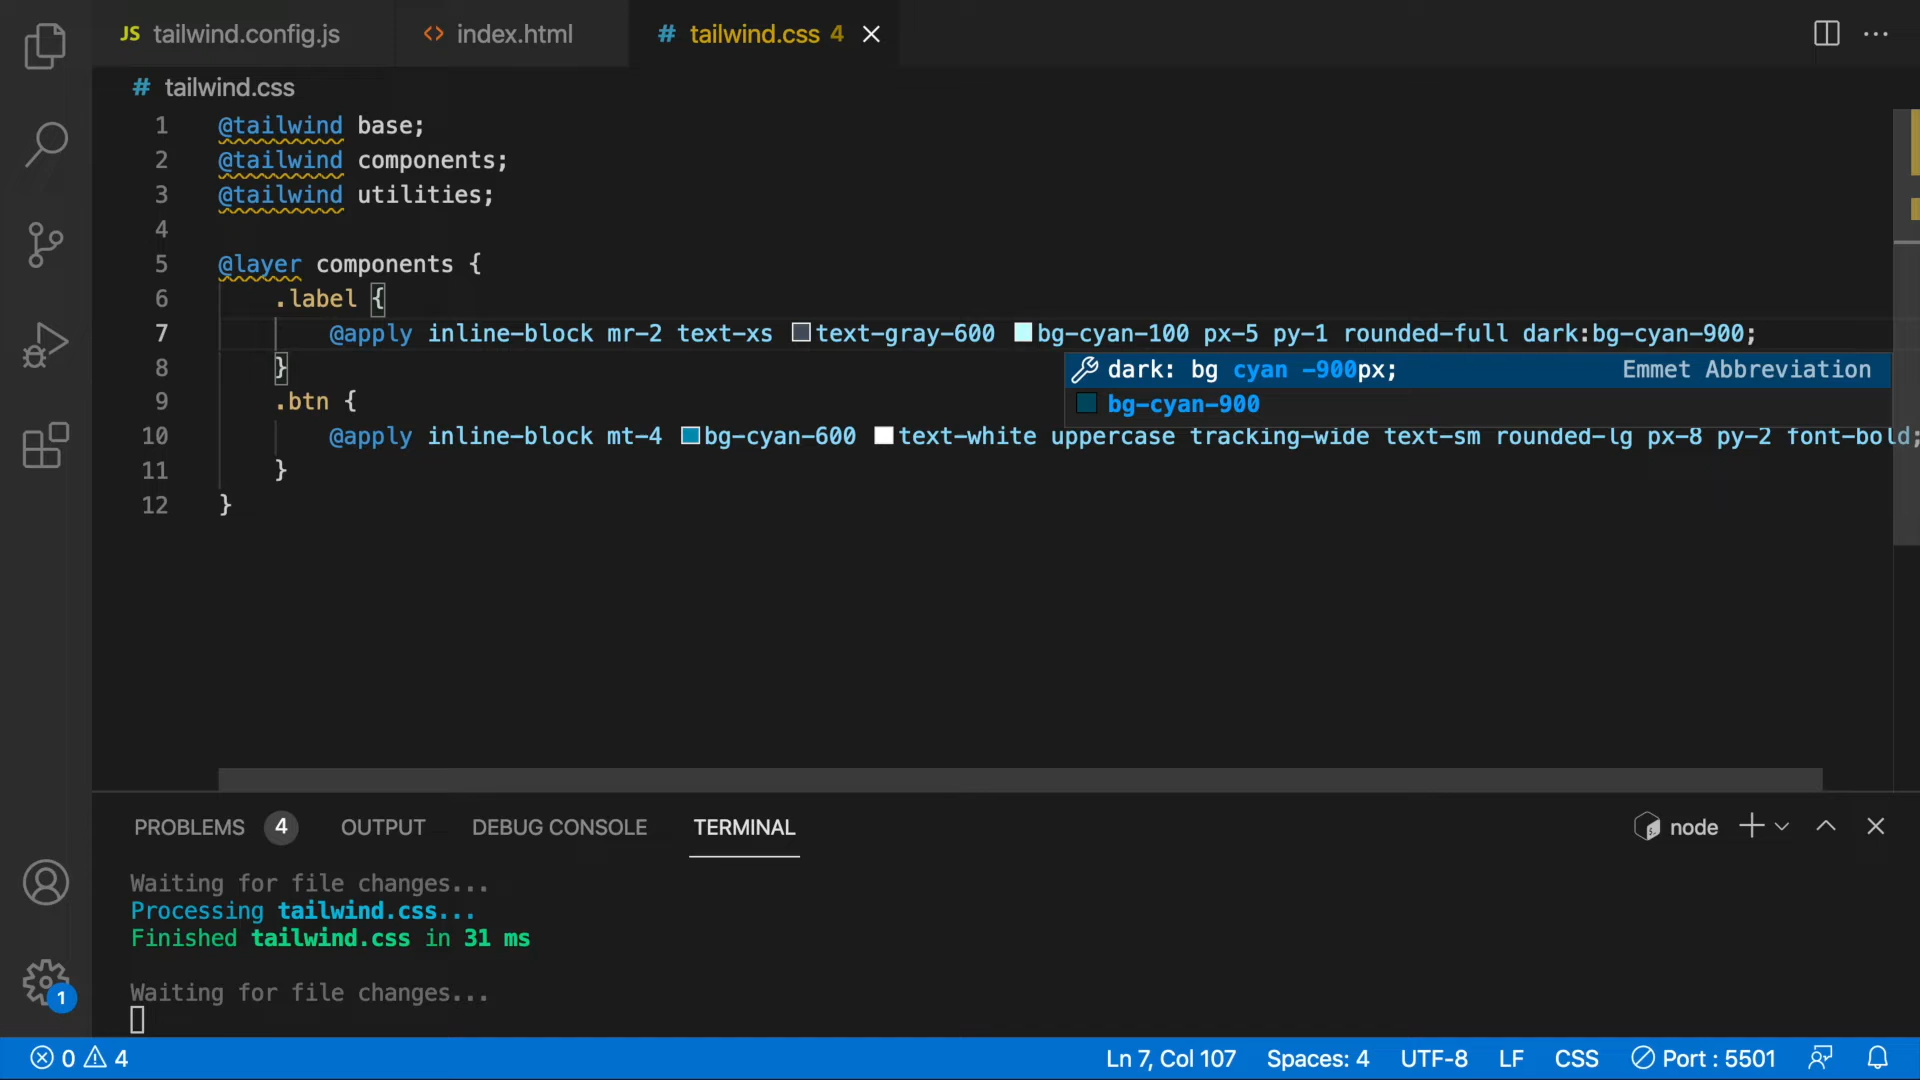 JS tailwind.config.js
<> index.html
# tailwind.css 4
# tailwind.css
1 @tailwind base;
2 @tailwind components;
3 @tailwind utilities;
4
5 @layer components {
6 .label {
7 @apply inline-block mr-2 text-xs text-gray-600 bg-cyan-100 px-5 py-1 rounded-full dark:bg-cyan-900;
dark: bg cyan -900px; Emmet Abbreviation
bg-cyan-900
8 }
9 .btn {
10 @apply inline-block mt-4 bg-cyan-600 text-white uppercase tracking-wide text-sm rounded-lg px-8 py-2 font-bold;
11 }
12 }
PROBLEMS 4 OUTPUT DEBUG CONSOLE TERMINAL node
Waiting for file changes...
Processing tailwind.css...
Finished tailwind.css in 31 ms
Waiting for file changes...
1
0 4 Ln 7, Col 107 Spaces: 4 UTF-8 LF CSS Port : 5501